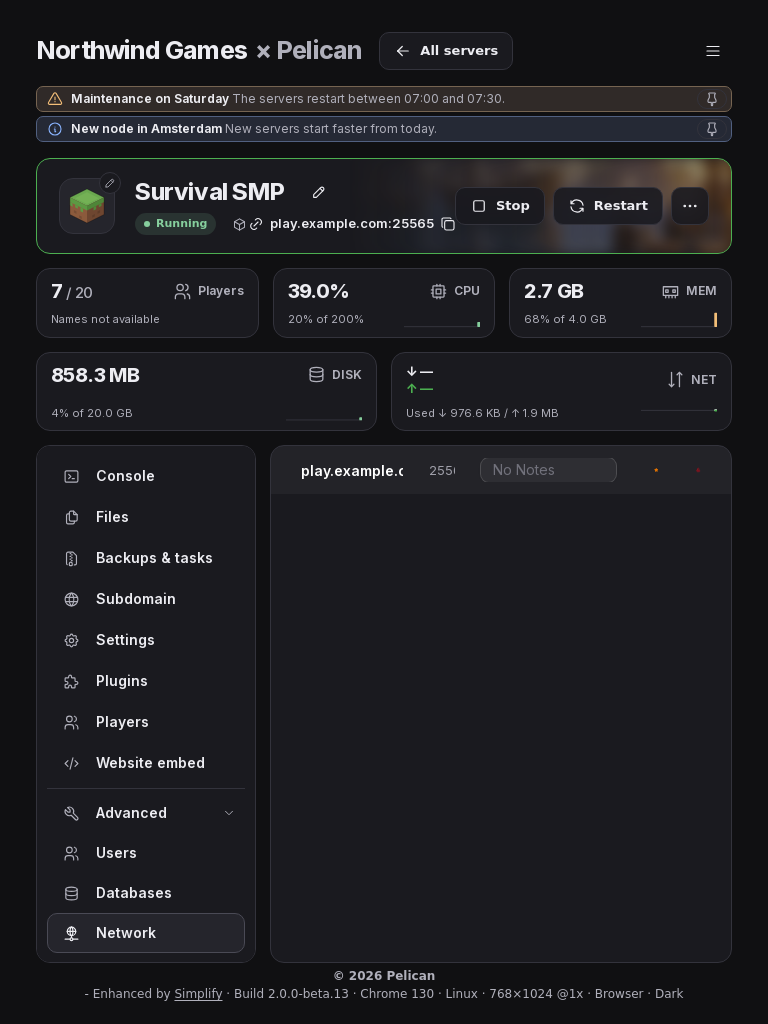 Northwind Games × Pelican
All servers
Maintenance on Saturday The servers restart between 07:00 and 07:30.
New node in Amsterdam New servers start faster from today.
Survival SMP
Running
play.example.com:25565
Stop
Restart
7 / 20
Players
Names not available
39.0%
CPU
20% of 200%
2.7 GB
MEM
68% of 4.0 GB
858.3 MB
DISK
4% of 20.0 GB
↓ —
↑ —
NET
Used ↓ 976.6 KB / ↑ 1.9 MB
Console
Files
Backups & tasks
Subdomain
Settings
Plugins
Players
Website embed
Advanced
Users
Databases
Network
play.example.c
2556
No Notes
© 2026 Pelican
- Enhanced by Simplify · Build 2.0.0-beta.13 · Chrome 130 · Linux · 768×1024 @1x · Browser · Dark